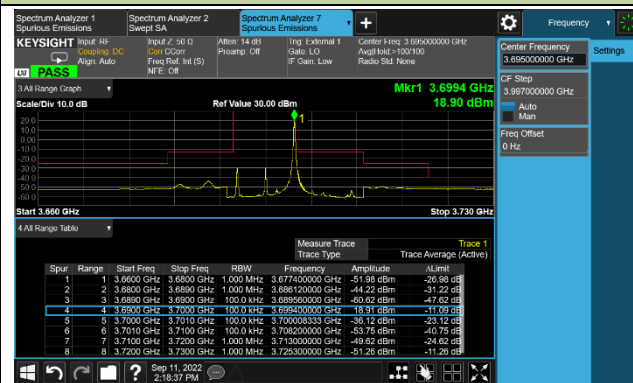 Spectrum Analyzer 1 Spectrum Analyzer 2 Spectrum Analyzer 7 Frequency
Spurious Emissions Swept SA Spurious Emissions
KEYSIGHT Input: RF Input Z: 50 Ω Atten: 14 dB Trig: External 1 Center Freq: 3.695000000 GHz
Coupling: DC Corr CCorr Preamp: Off Gate: LO Avg|Hold:>100/100
Align: Auto Freq Ref: Int (S) IF Gain: Low Radio Std: None
NFE: Off
LXI PASS
Center Frequency Settings
3.695000000 GHz
CF Step
3.997000000 GHz
Auto
Man
Freq Offset
0 Hz
3 All Range Graph Mkr1 3.6994 GHz
Scale/Div 10.0 dB Ref Value 30.00 dBm 18.90 dBm
20.0
10.0
0.00
-10.0
-20.0
-30.0
-40.0
-50.0
-60.0
1
Start 3.660 GHz Stop 3.730 GHz
4 All Range Table
Measure Trace Trace 1
Trace Type Trace Average (Active)
Spur Range Start Freq Stop Freq RBW Frequency Amplitude ΔLimit
1 1 3.6600 GHz 3.6800 GHz 1.000 MHz 3.677400000 GHz -51.98 dBm -26.98 dB
2 2 3.6800 GHz 3.6890 GHz 1.000 MHz 3.686120000 GHz -44.22 dBm -31.22 dB
3 3 3.6890 GHz 3.6900 GHz 100.0 kHz 3.689560000 GHz -60.62 dBm -47.62 dB
4 4 3.6900 GHz 3.7000 GHz 100.0 kHz 3.699400000 GHz 18.91 dBm -11.09 dB
5 5 3.7000 GHz 3.7010 GHz 100.0 kHz 3.700008333 GHz -36.12 dBm -23.12 dB
6 6 3.7010 GHz 3.7100 GHz 100.0 kHz 3.708200000 GHz -53.75 dBm -40.75 dB
7 7 3.7100 GHz 3.7200 GHz 1.000 MHz 3.713000000 GHz -49.62 dBm -24.62 dB
8 8 3.7200 GHz 3.7300 GHz 1.000 MHz 3.725300000 GHz -51.26 dBm -11.26 dB
Sep 11, 2022
2:18:37 PM